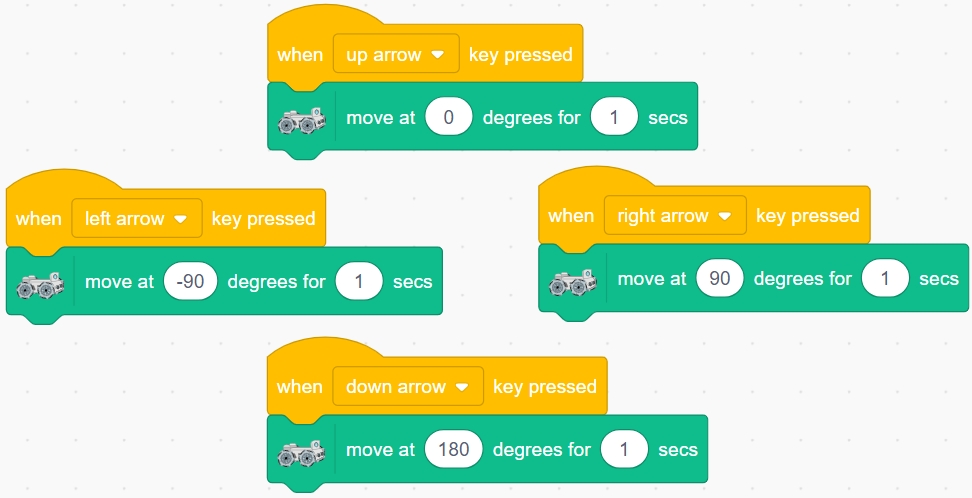 when up arrow key pressed
move at 0 degrees for 1 secs
when left arrow key pressed
move at -90 degrees for 1 secs
when right arrow key pressed
move at 90 degrees for 1 secs
when down arrow key pressed
move at 180 degrees for 1 secs